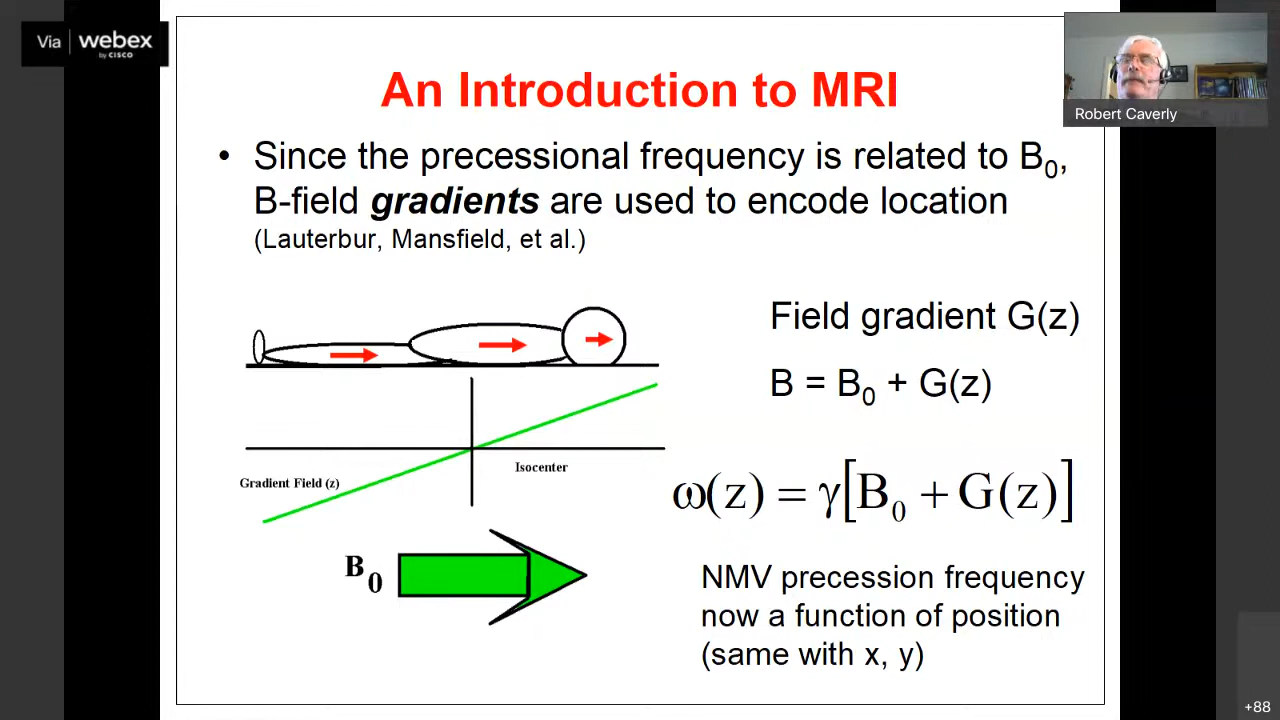 Via webex
by CISCO
Robert Caverly
An Introduction to MRI
• Since the precessional frequency is related to B₀,
B-field gradients are used to encode location
(Lauterbur, Mansfield, et al.)
Field gradient G(z)
B = B₀ + G(z)
Isocenter
Gradient Field (z)
ω(z) = γ[B₀ + G(z)]
B₀
NMV precession frequency
now a function of position
(same with x, y)
+88